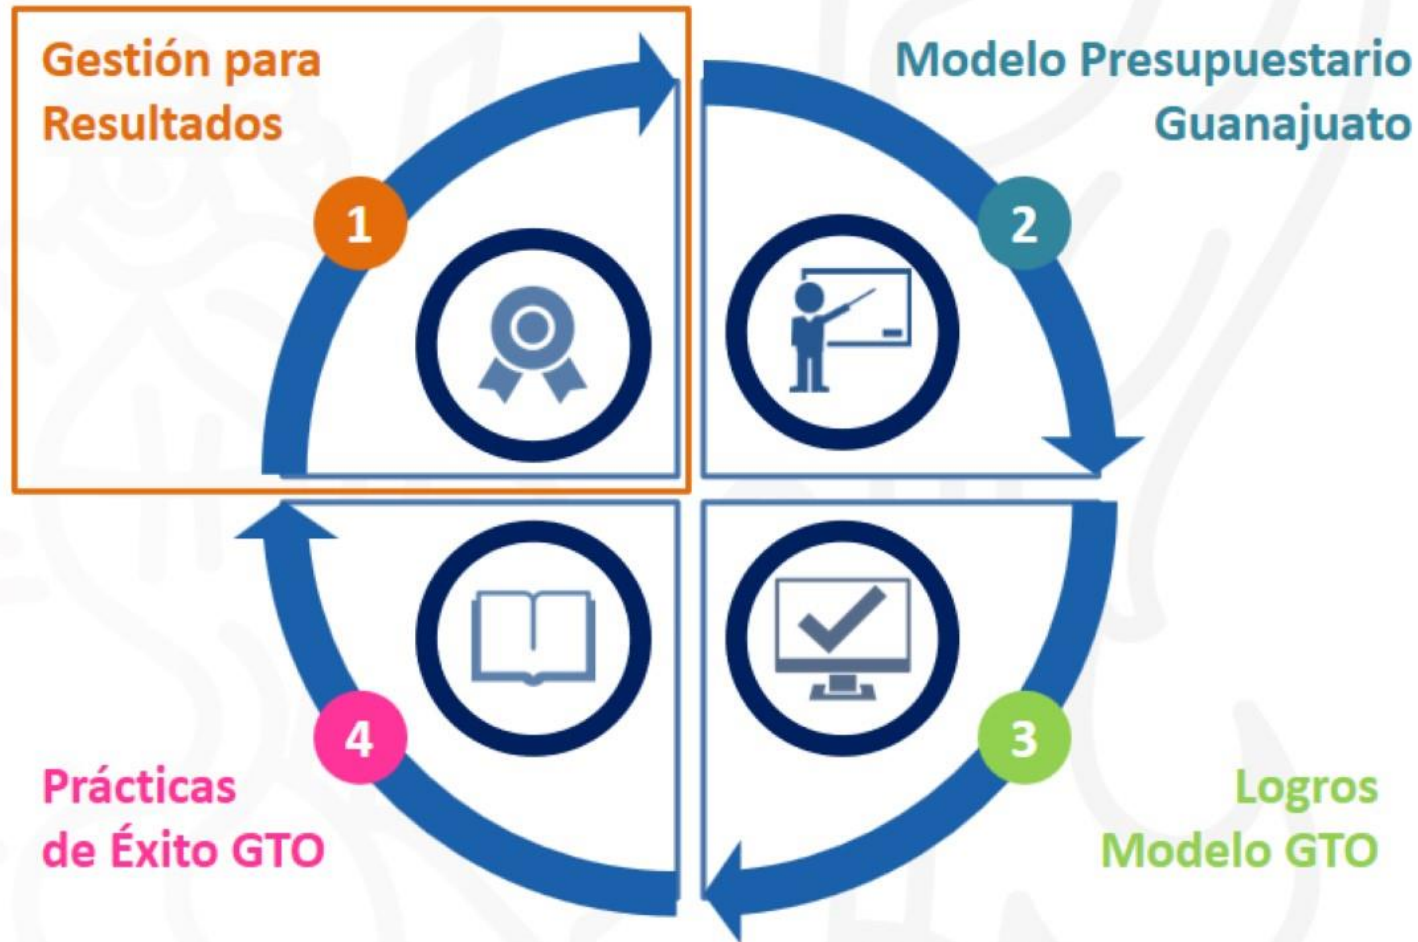 Gestión para
Resultados
1
Modelo Presupuestario
Guanajuato
2
3
Logros
Modelo GTO
4
Prácticas
de Éxito GTO